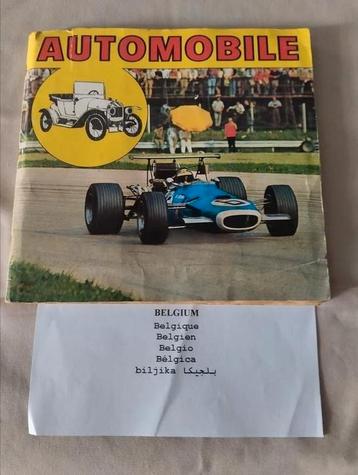 AUTOMOBILE
BELGIUM
Belgique
Belgien
Belgio
Bélgica
biljika بلجيكا